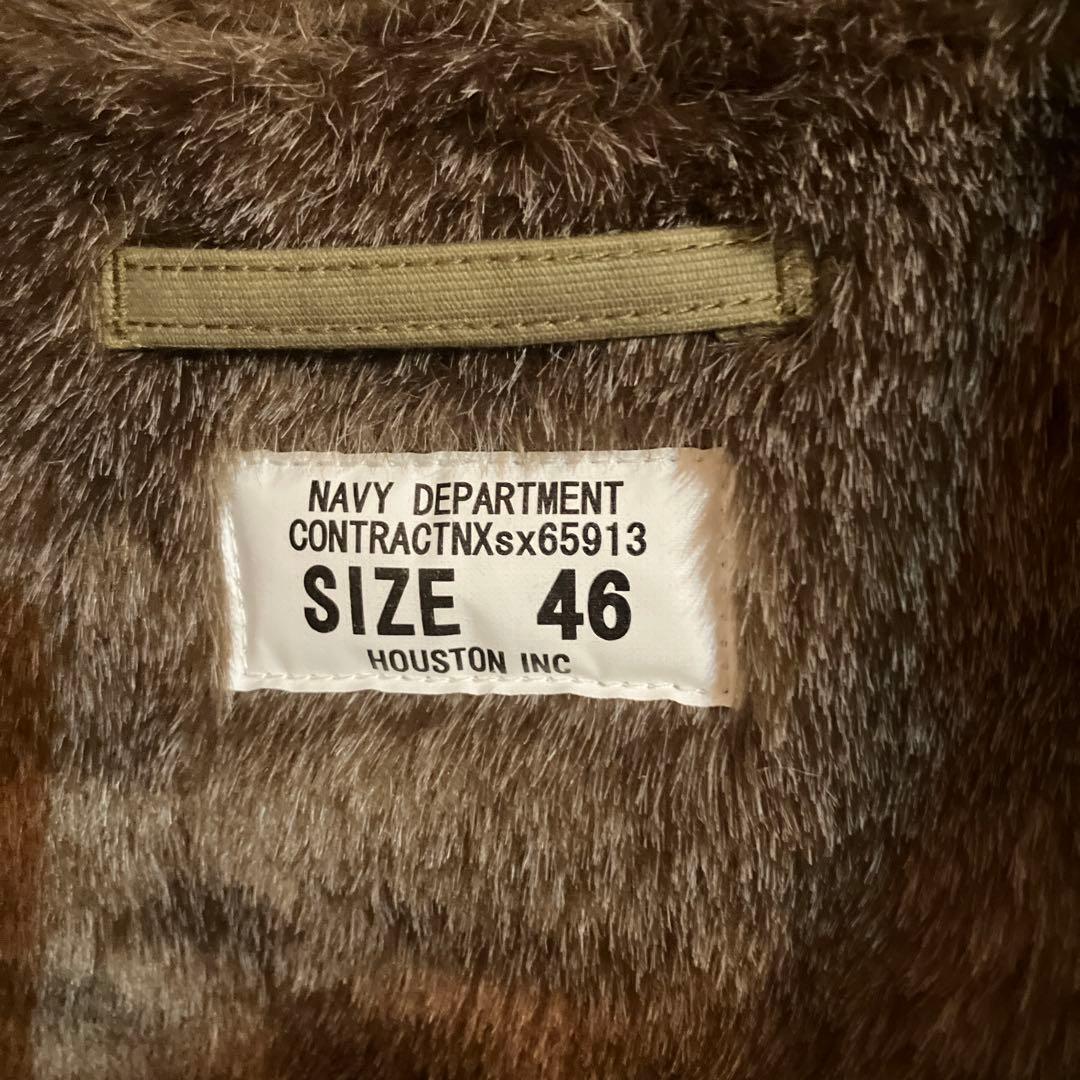 NAVY DEPARTMENT
CONTRACTNXsx65913
SIZE 46
HOUSTON INC